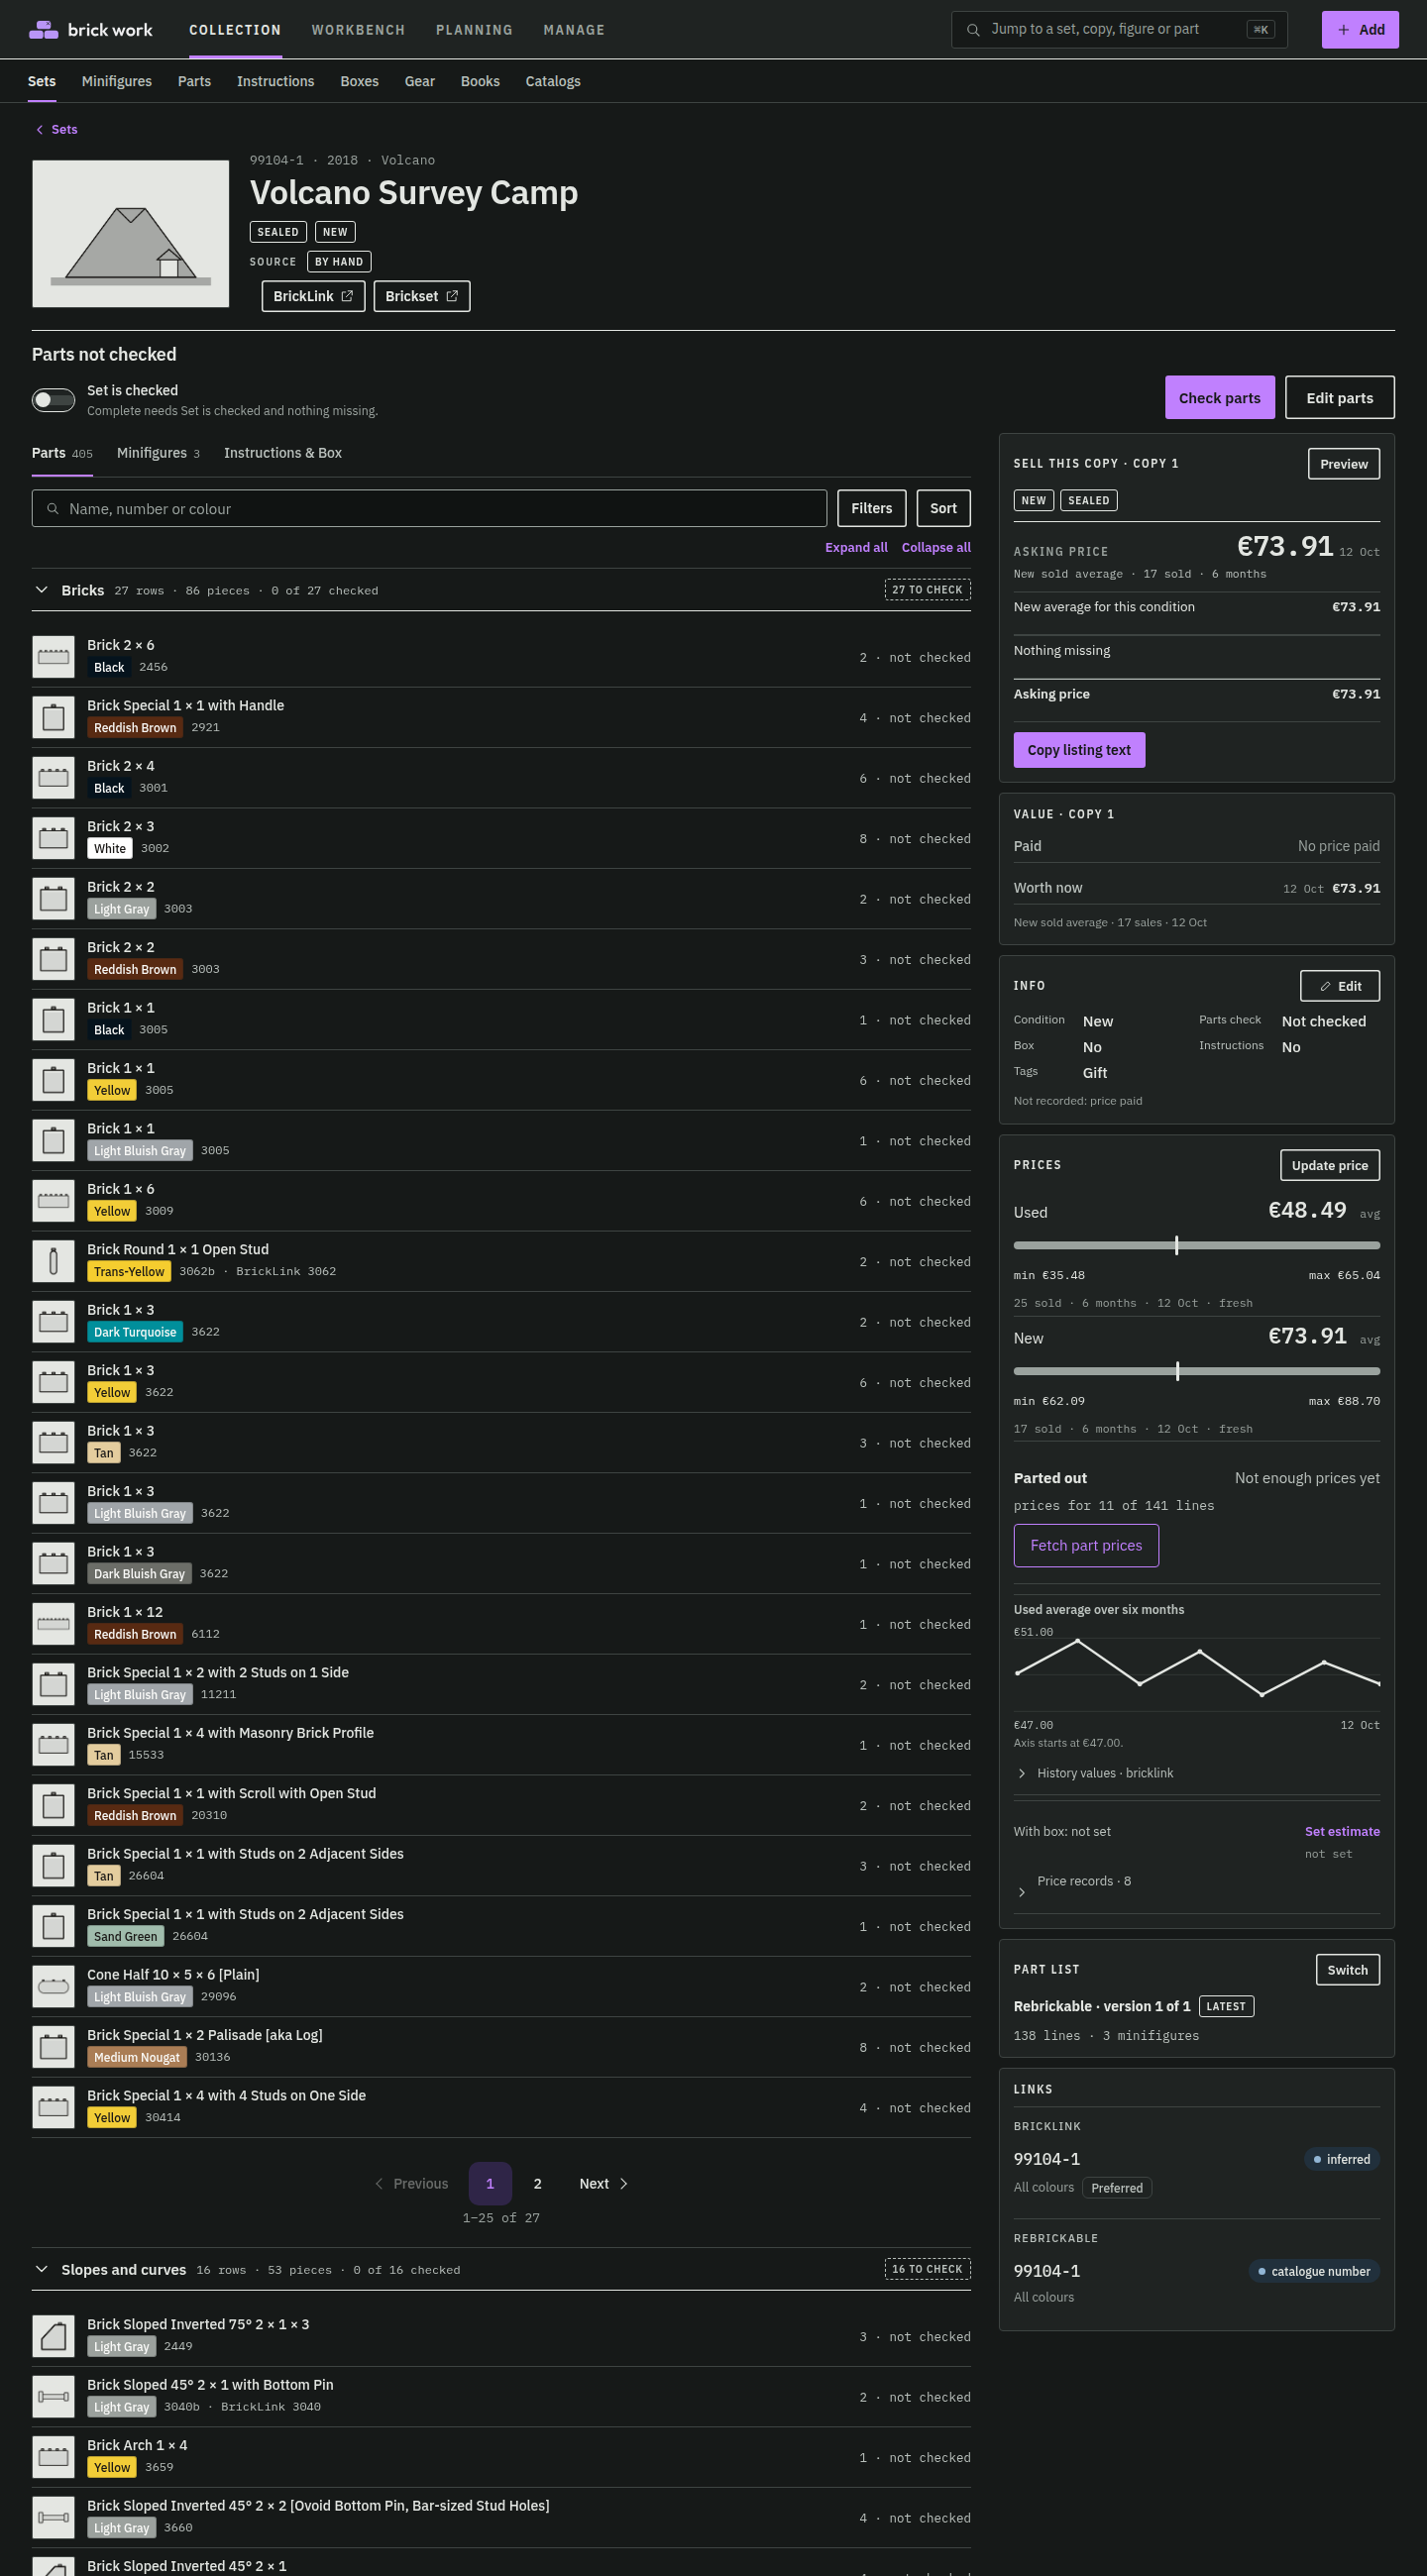 brick work
COLLECTION WORKBENCH PLANNING MANAGE
Jump to a set, copy, figure or part ⌘K
+ Add
Sets Minifigures Parts Instructions Boxes Gear Books Catalogs
Sets
99104-1 · 2018 · Volcano
Volcano Survey Camp
SEALED NEW
SOURCE BY HAND
BrickLink Brickset
Parts not checked
Set is checked
Complete needs Set is checked and nothing missing.
Check parts Edit parts
Parts 405 Minifigures 3 Instructions & Box
Name, number or colour
Filters Sort
Expand all Collapse all
Bricks 27 rows · 86 pieces · 0 of 27 checked 27 TO CHECK
Brick 2 × 6
Black 2456
2 · not checked
Brick Special 1 × 1 with Handle
Reddish Brown 2921
4 · not checked
Brick 2 × 4
Black 3001
6 · not checked
Brick 2 × 3
White 3002
8 · not checked
Brick 2 × 2
Light Gray 3003
2 · not checked
Brick 2 × 2
Reddish Brown 3003
3 · not checked
Brick 1 × 1
Black 3005
1 · not checked
Brick 1 × 1
Yellow 3005
6 · not checked
Brick 1 × 1
Light Bluish Gray 3005
1 · not checked
Brick 1 × 6
Yellow 3009
6 · not checked
Brick Round 1 × 1 Open Stud
Trans-Yellow 3062b · BrickLink 3062
2 · not checked
Brick 1 × 3
Dark Turquoise 3622
2 · not checked
Brick 1 × 3
Yellow 3622
6 · not checked
Brick 1 × 3
Tan 3622
3 · not checked
Brick 1 × 3
Light Bluish Gray 3622
1 · not checked
Brick 1 × 3
Dark Bluish Gray 3622
1 · not checked
Brick 1 × 12
Reddish Brown 6112
1 · not checked
Brick Special 1 × 2 with 2 Studs on 1 Side
Light Bluish Gray 11211
2 · not checked
Brick Special 1 × 4 with Masonry Brick Profile
Tan 15533
1 · not checked
Brick Special 1 × 1 with Scroll with Open Stud
Reddish Brown 20310
2 · not checked
Brick Special 1 × 1 with Studs on 2 Adjacent Sides
Tan 26604
3 · not checked
Brick Special 1 × 1 with Studs on 2 Adjacent Sides
Sand Green 26604
1 · not checked
Cone Half 10 × 5 × 6 [Plain]
Light Bluish Gray 29096
2 · not checked
Brick Special 1 × 2 Palisade [aka Log]
Medium Nougat 30136
8 · not checked
Brick Special 1 × 4 with 4 Studs on One Side
Yellow 30414
4 · not checked
Previous 1 2 Next
1–25 of 27
Slopes and curves 16 rows · 53 pieces · 0 of 16 checked 16 TO CHECK
Brick Sloped Inverted 75° 2 × 1 × 3
Light Gray 2449
3 · not checked
Brick Sloped 45° 2 × 1 with Bottom Pin
Light Gray 3040b · BrickLink 3040
2 · not checked
Brick Arch 1 × 4
Yellow 3659
1 · not checked
Brick Sloped Inverted 45° 2 × 2 [Ovoid Bottom Pin, Bar-sized Stud Holes]
Light Gray 3660
4 · not checked
Brick Sloped Inverted 45° 2 × 1
SELL THIS COPY · COPY 1 Preview
NEW SEALED
ASKING PRICE €73.91 12 Oct
New sold average · 17 sold · 6 months
New average for this condition €73.91
Nothing missing
Asking price €73.91
Copy listing text
VALUE · COPY 1
Paid No price paid
Worth now 12 Oct €73.91
New sold average · 17 sales · 12 Oct
INFO Edit
Condition New Parts check Not checked
Box No Instructions No
Tags Gift
Not recorded: price paid
PRICES Update price
Used €48.49 avg
min €35.48 max €65.04
25 sold · 6 months · 12 Oct · fresh
New €73.91 avg
min €62.09 max €88.70
17 sold · 6 months · 12 Oct · fresh
Parted out Not enough prices yet
prices for 11 of 141 lines
Fetch part prices
Used average over six months
€51.00
€47.00 12 Oct
Axis starts at €47.00.
History values · bricklink
With box: not set Set estimate
not set
Price records · 8
PART LIST Switch
Rebrickable · version 1 of 1 LATEST
138 lines · 3 minifigures
LINKS
BRICKLINK
99104-1 inferred
All colours Preferred
REBRICKABLE
99104-1 catalogue number
All colours